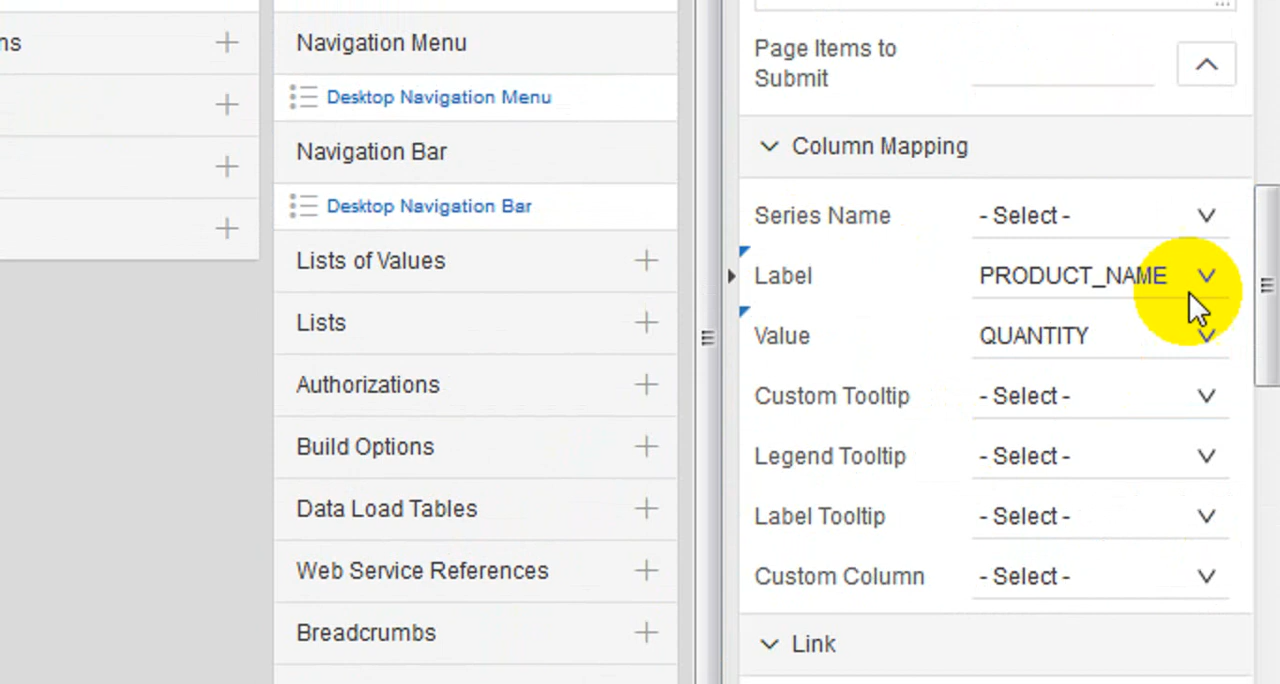 ns
Navigation Menu
Desktop Navigation Menu
Navigation Bar
Desktop Navigation Bar
Lists of Values
Lists
Authorizations
Build Options
Data Load Tables
Web Service References
Breadcrumbs
Page Items to
Submit
Column Mapping
Series Name - Select -
Label PRODUCT_NAME
Value QUANTITY
Custom Tooltip - Select -
Legend Tooltip - Select -
Label Tooltip - Select -
Custom Column - Select -
Link